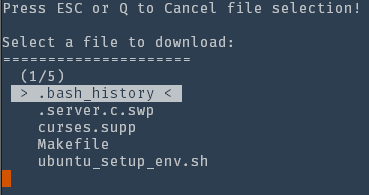 Press ESC or Q to Cancel file selection!
Select a file to download:
=====================
(1/5)
> .bash_history <
.server.c.swp
curses.supp
Makefile
ubuntu_setup_env.sh